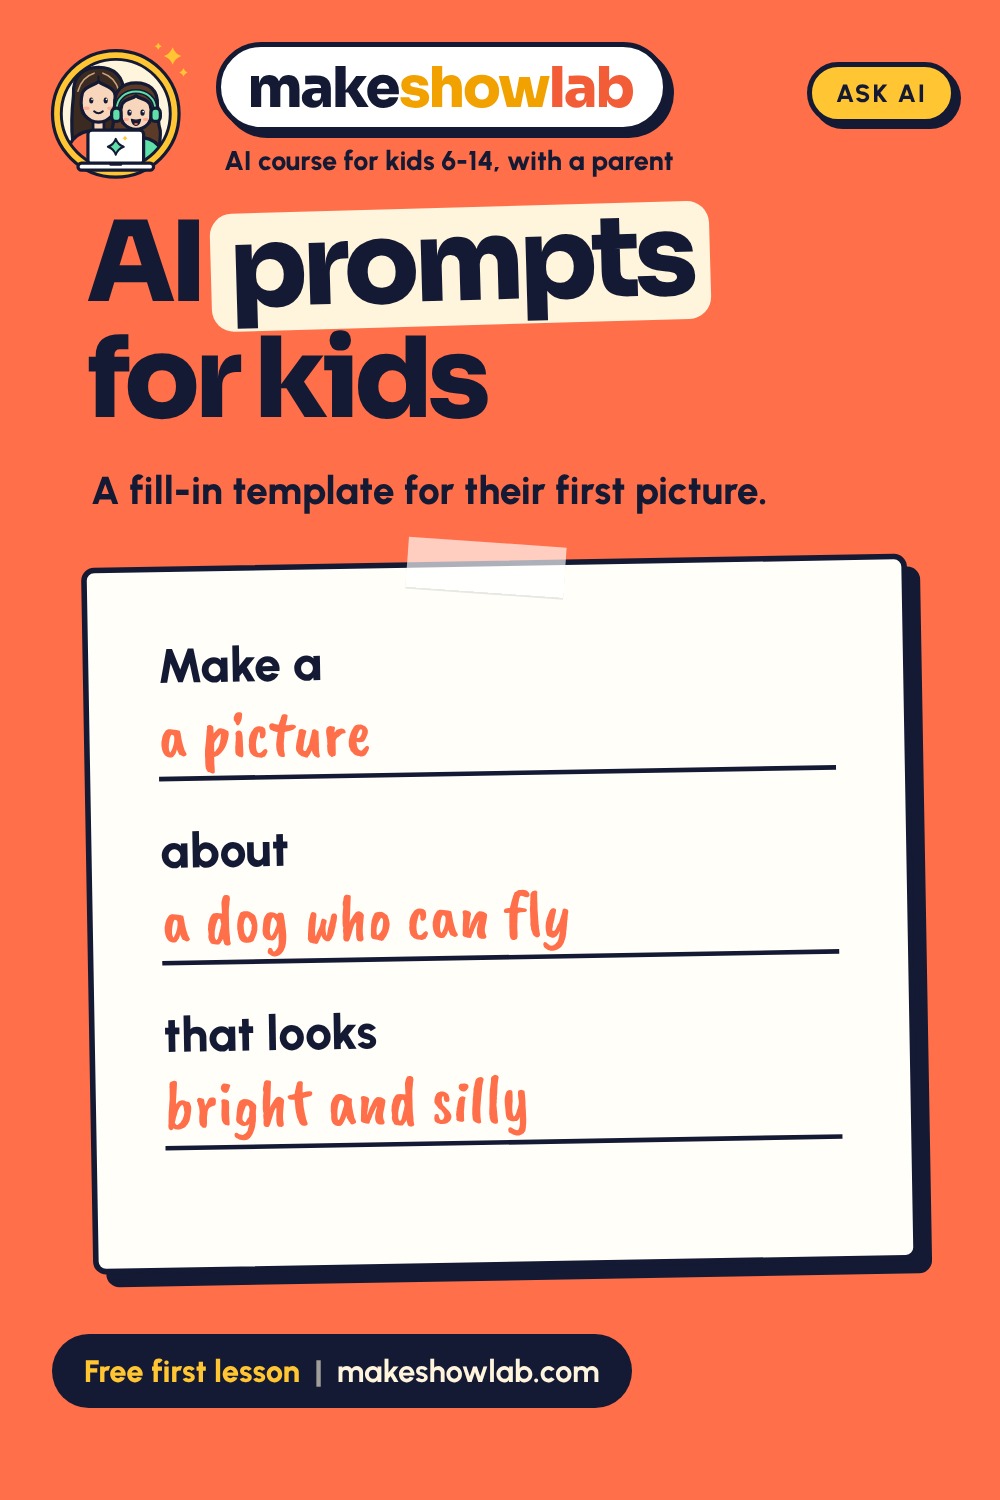 makeshowlab
ASK AI
AI course for kids 6-14, with a parent
AI prompts
for kids
A fill-in template for their first picture.
Make a
a picture
about
a dog who can fly
that looks
bright and silly
Free first lesson | makeshowlab.com